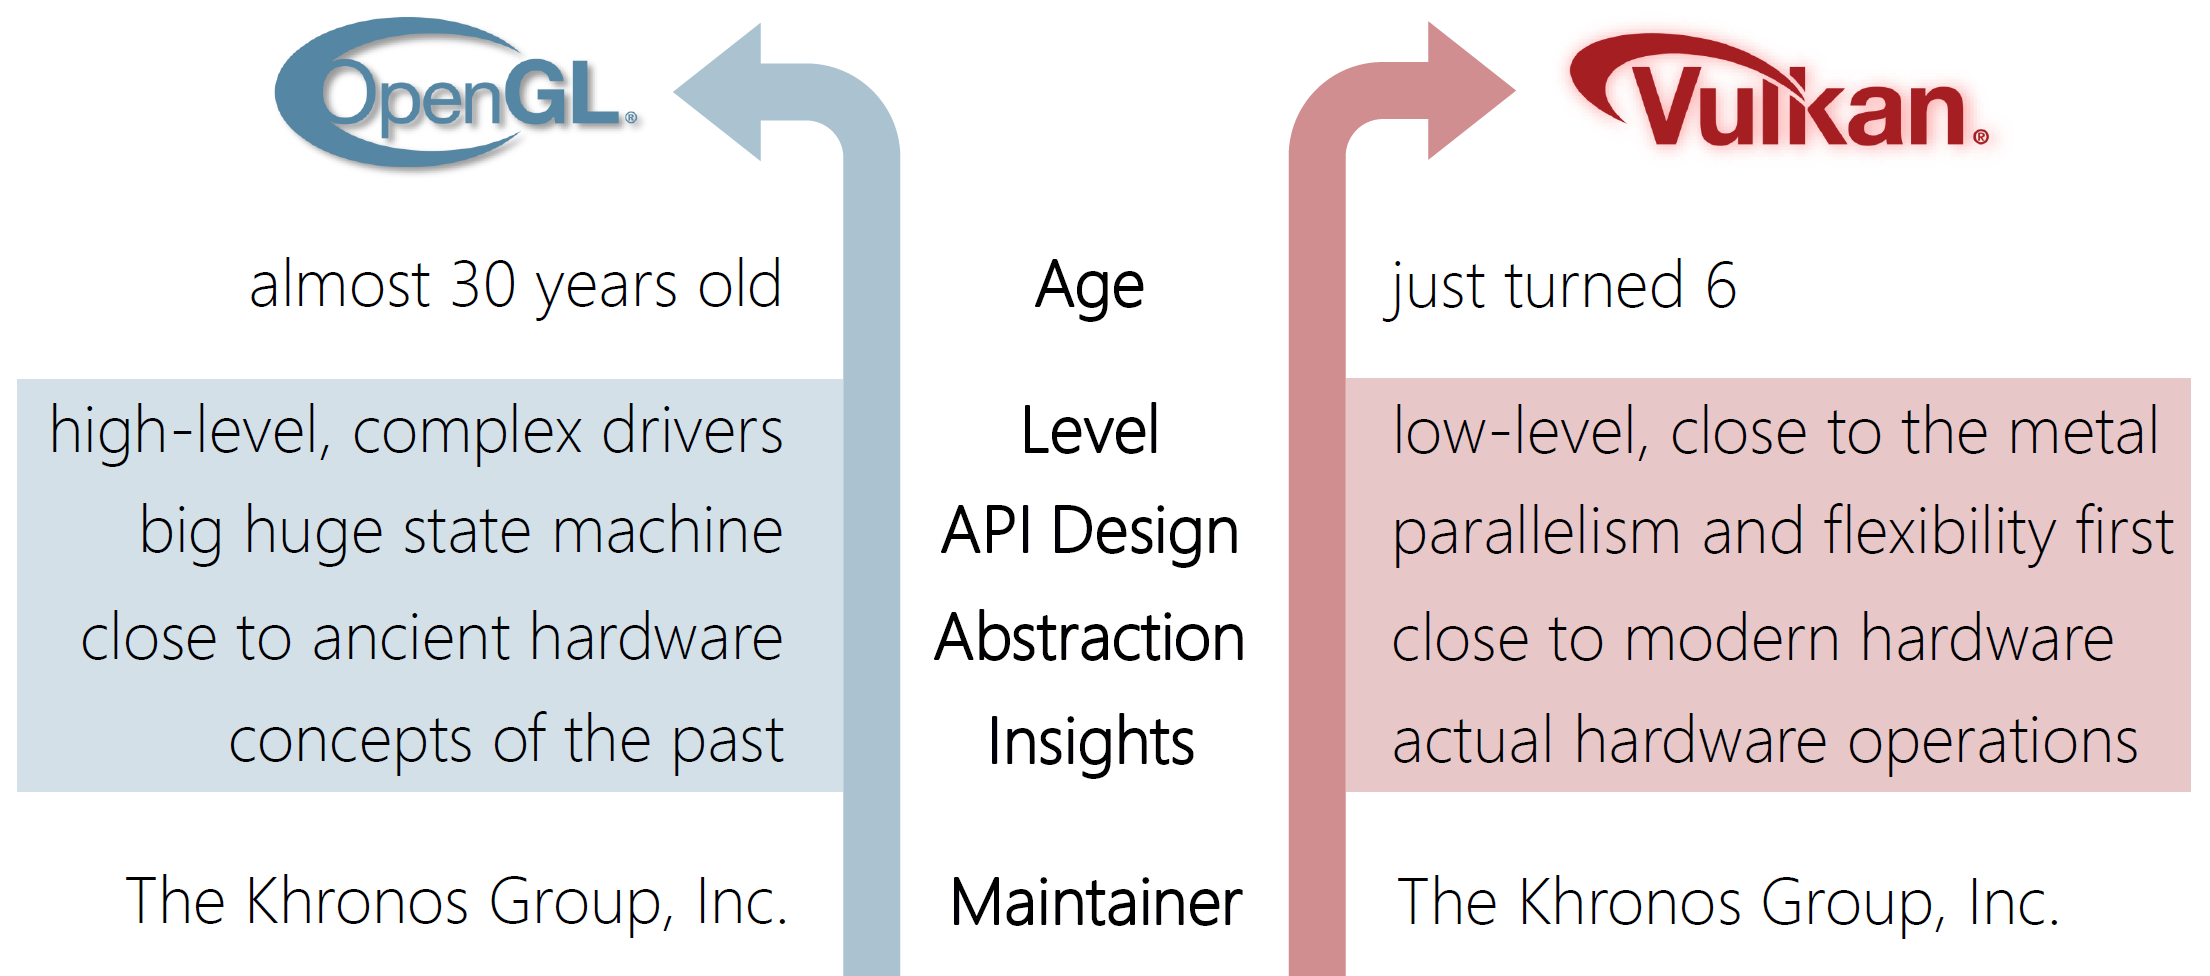 OpenGL®
Vulkan®
almost 30 years old
Age
just turned 6
high-level, complex drivers
Level
low-level, close to the metal
big huge state machine
API Design
parallelism and flexibility first
close to ancient hardware
Abstraction
close to modern hardware
concepts of the past
Insights
actual hardware operations
The Khronos Group, Inc.
Maintainer
The Khronos Group, Inc.